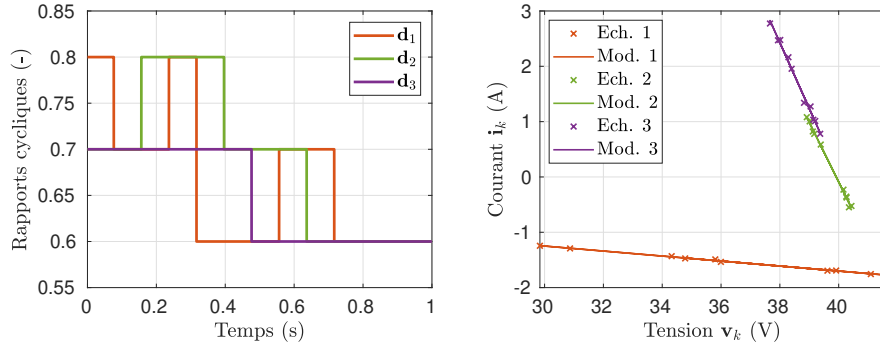 Rapports cycliques (-)
0.85
0.8
0.75
0.7
0.65
0.6
0.55
d1
d2
d3
0
0.2
0.4
0.6
0.8
1
Temps (s)
Courant ik (A)
3
2
1
0
-1
-2
Ech. 1
Mod. 1
Ech. 2
Mod. 2
Ech. 3
Mod. 3
30
32
34
36
38
40
Tension vk (V)